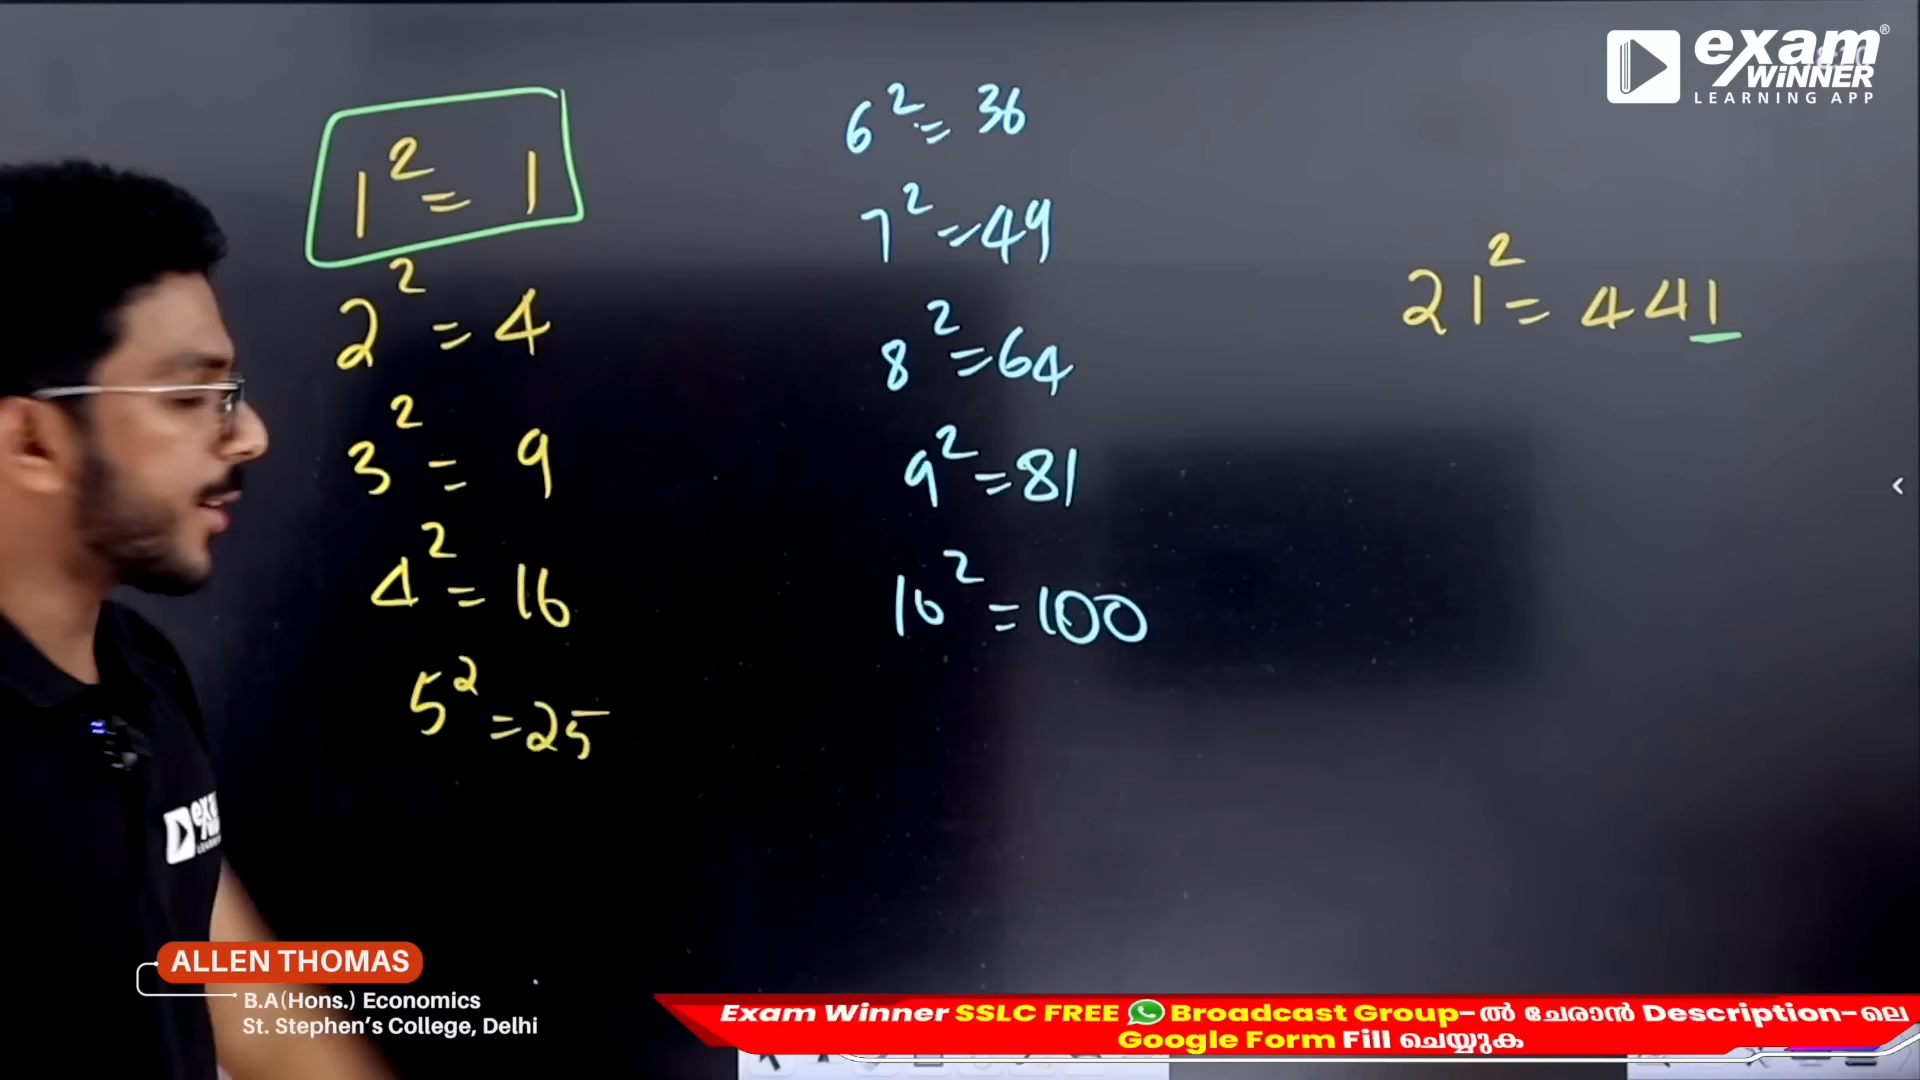 exam®
WiNNER
LEARNING APP
1² = 1
2² = 4
3² = 9
4² = 16
5² = 25
6² = 36
7² = 49
8² = 64
9² = 81
10² = 100
21² = 441
ALLEN THOMAS
B.A(Hons.) Economics
St. Stephen's College, Delhi
Exam Winner SSLC FREE Broadcast Group-ൽ ചേരാൻ Description-ലെ
Google Form Fill ചെയ്യുക